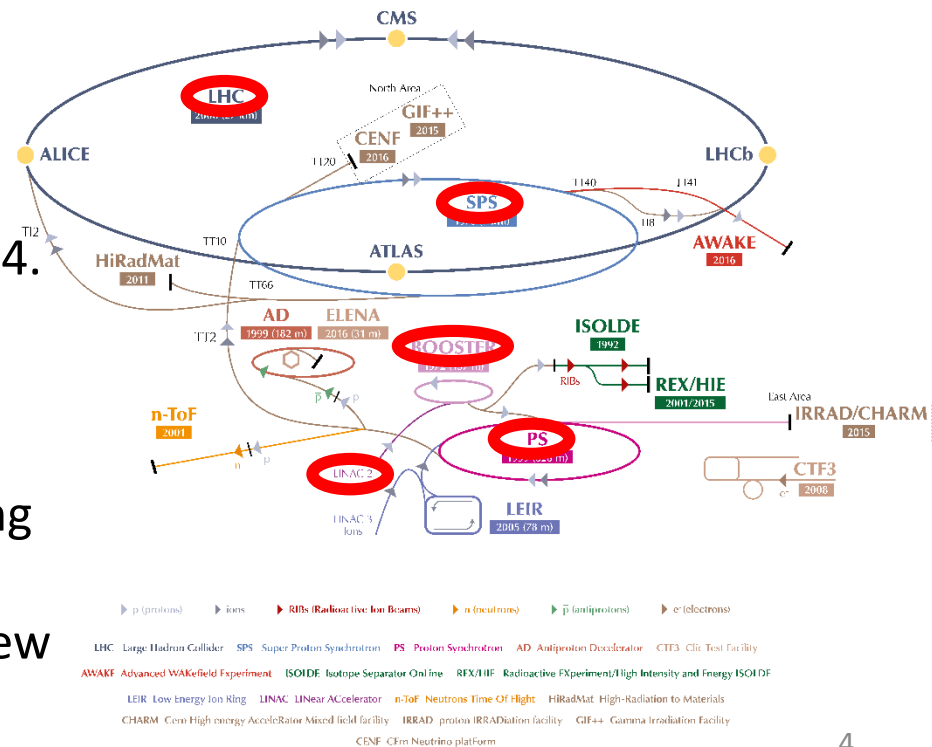 CMS
North Area
LHC
GIF++
2015
CENF
2016
ALICE
LHCb
TT20
TT40
TT41
SPS
TI8
TI2
TT10
ATLAS
AWAKE
2016
4.
HiRadMat
2011
TT66
AD
1999 (182 m)
ELENA
2016 (31 m)
TT2
BOOSTER
ISOLDE
1992
p
p̅
p
RIBs
REX/HIE
2001/2015
n-ToF
2001
East Area
IRRAD/CHARM
2015
PS
n
p
LINAC 2
CTF3
2008
e-
LEIR
2005 (78 m)
LINAC 3
Ions
ng
p (protons) ions RIBs (Radioactive Ion Beams) n (neutrons) p̅ (antiprotons) e- (electrons)
ew
LHC Large Hadron Collider SPS Super Proton Synchrotron PS Proton Synchrotron AD Antiproton Decelerator CTF3 Clic Test Facility
AWAKE Advanced WAKefield Experiment ISOLDE Isotope Separator OnLine REX/HIE Radioactive EXperiment/High Intensity and Energy ISOLDE
LEIR Low Energy Ion Ring LINAC LINear ACcelerator n-ToF Neutrons Time Of Flight HiRadMat High-Radiation to Materials
CHARM Cern High energy AcceleRator Mixed field facility IRRAD proton IRRADiation facility GIF++ Gamma Irradiation Facility
CENF CErn Neutrino platForm
4